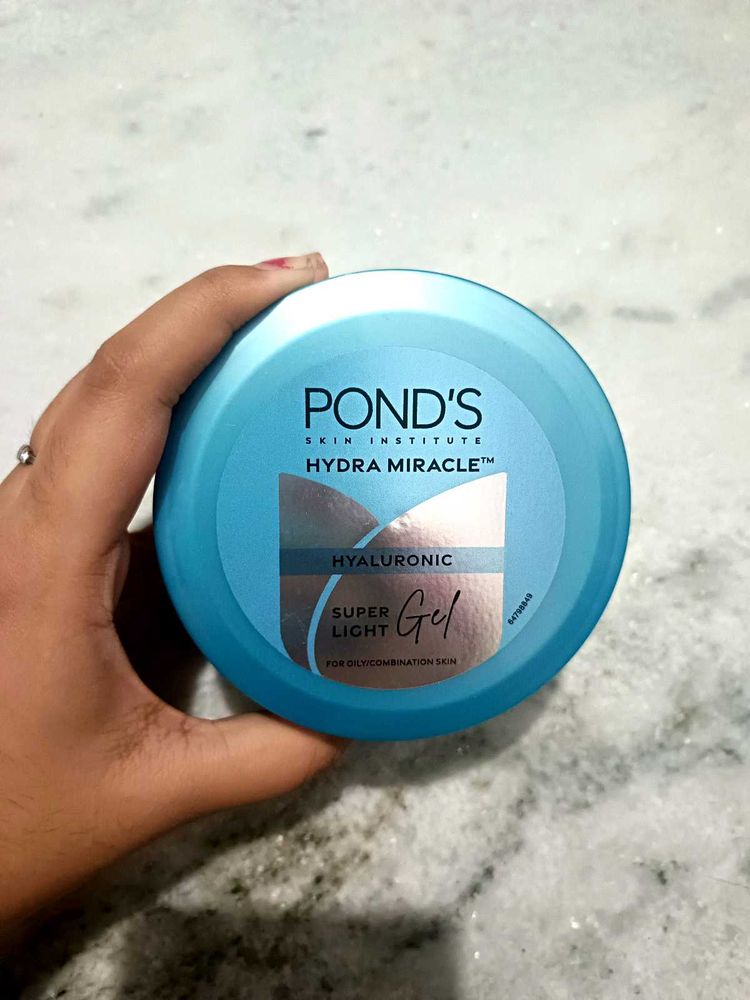 POND'S
SKIN INSTITUTE
HYDRA MIRACLE™
HYALURONIC
SUPER
LIGHT Gel
FOR OILY/COMBINATION SKIN
64798849